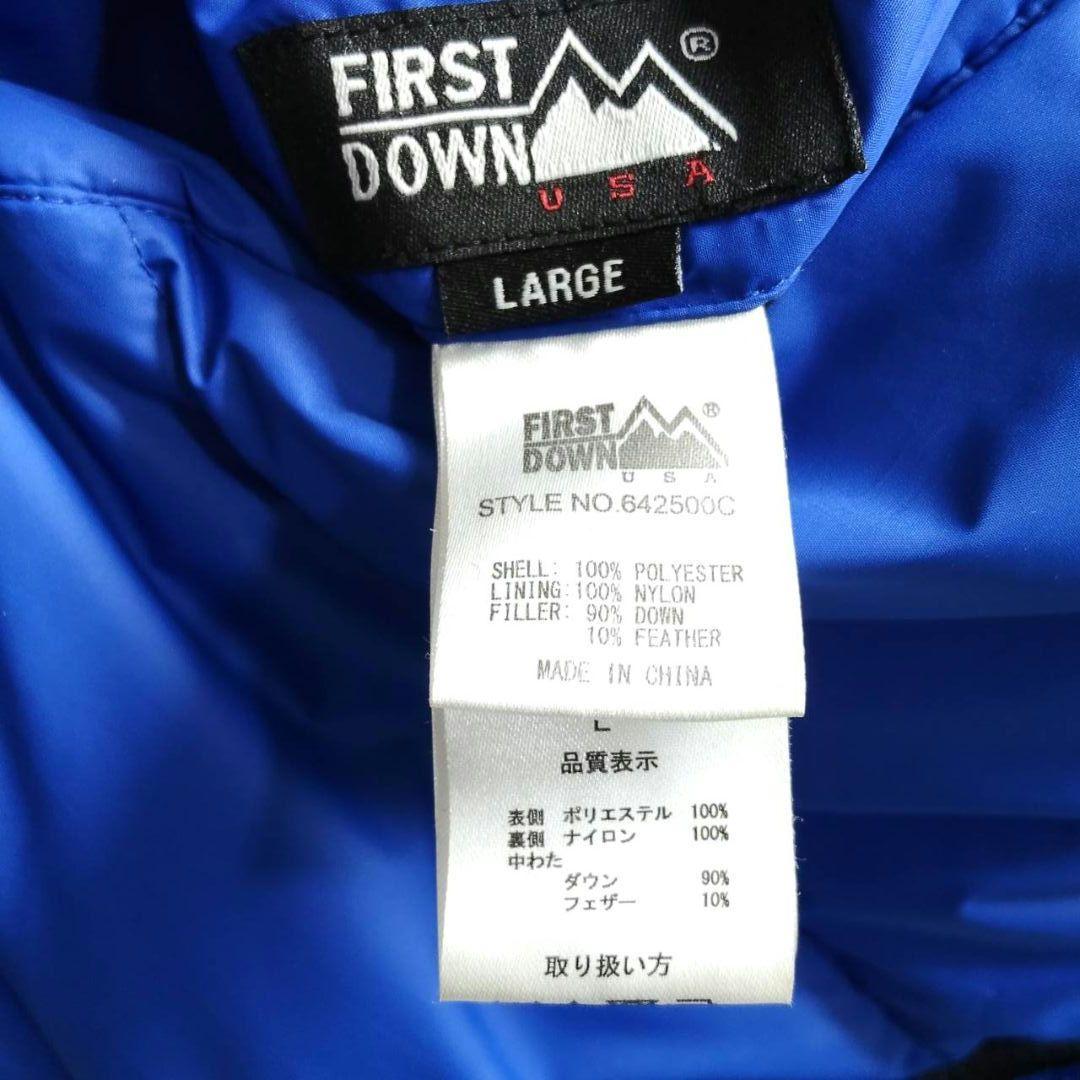 FIRST
DOWN
®
USA
LARGE
FIRST
DOWN
®
USA
STYLE NO.642500C
SHELL: 100% POLYESTER
LINING:100% NYLON
FILLER: 90% DOWN
10% FEATHER
MADE IN CHINA
L
品質表示
表側 ポリエステル 100%
裏側 ナイロン 100%
中わた
ダウン 90%
フェザー 10%
取り扱い方